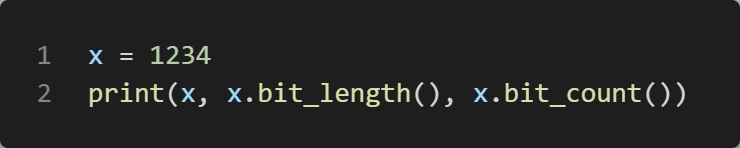 1 x = 1234
2 print(x, x.bit_length(), x.bit_count())